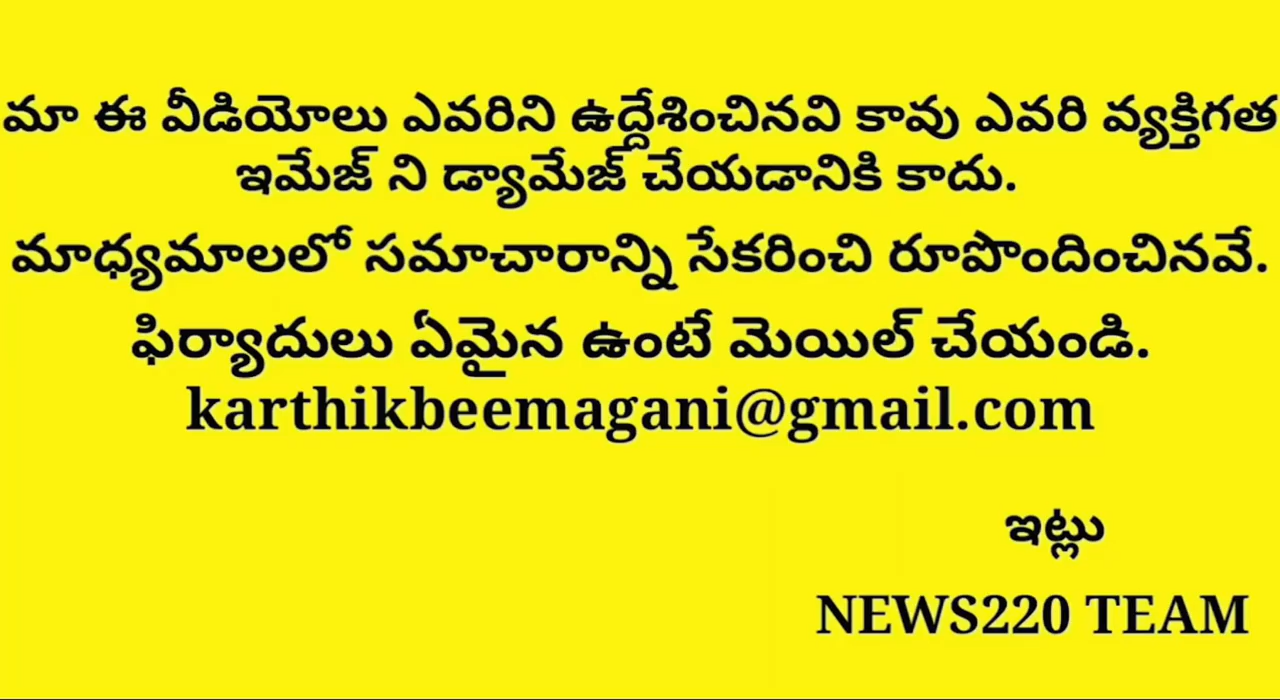 మా ఈ వీడియోలు ఎవరిని ఉద్దేశించినవి కావు ఎవరి వ్యక్తిగత
ఇమేజ్ ని డ్యామేజ్ చేయడానికి కాదు.
మాధ్యమాలలో సమాచారాన్ని సేకరించి రూపొందించినవే.
ఫిర్యాదులు ఏమైన ఉంటే మెయిల్ చేయండి.
karthikbeemagani@gmail.com
ఇట్లు
NEWS220 TEAM